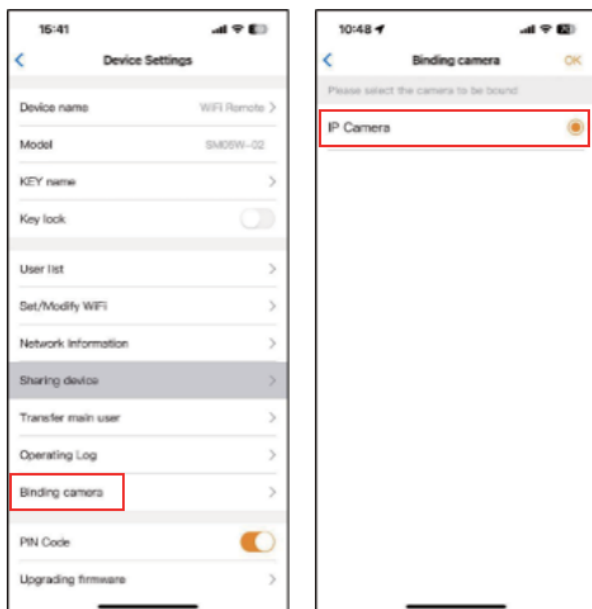 15:41
Device Settings
Device name WiFi Remote
Model SM05W-02
KEY name
Key lock
User list
Set/Modify WiFi
Network Information
Sharing device
Transfer main user
Operating Log
Binding camera
PIN Code
Upgrading firmware
10:48
Binding camera OK
Please select the camera to be bound
IP Camera